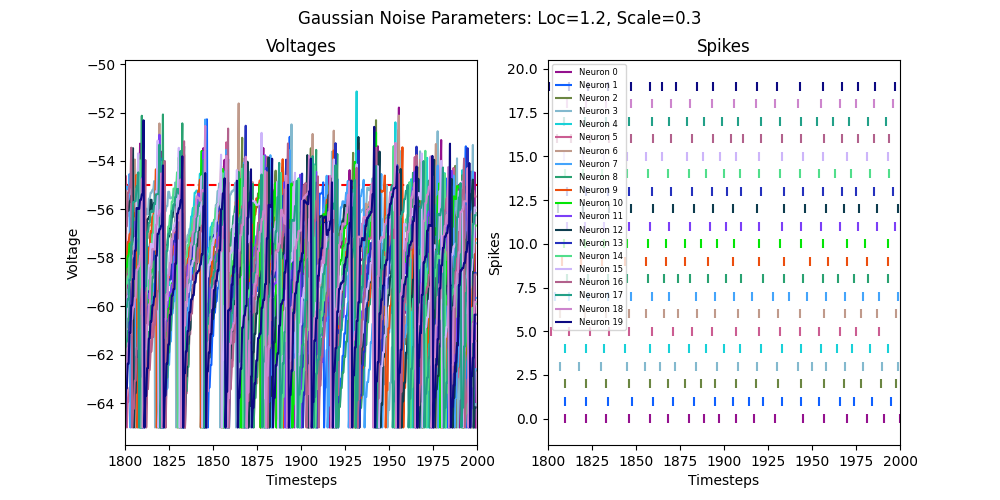 Gaussian Noise Parameters: Loc=1.2, Scale=0.3
Voltages
−50
−52
−54
−56
−58
−60
−62
−64
Voltage
1800
1825
1850
1875
1900
1925
1950
1975
2000
Timesteps
Spikes
20.0
17.5
15.0
12.5
10.0
7.5
5.0
2.5
0.0
Spikes
Neuron 0
Neuron 1
Neuron 2
Neuron 3
Neuron 4
Neuron 5
Neuron 6
Neuron 7
Neuron 8
Neuron 9
Neuron 10
Neuron 11
Neuron 12
Neuron 13
Neuron 14
Neuron 15
Neuron 16
Neuron 17
Neuron 18
Neuron 19
1800
1825
1850
1875
1900
1925
1950
1975
2000
Timesteps